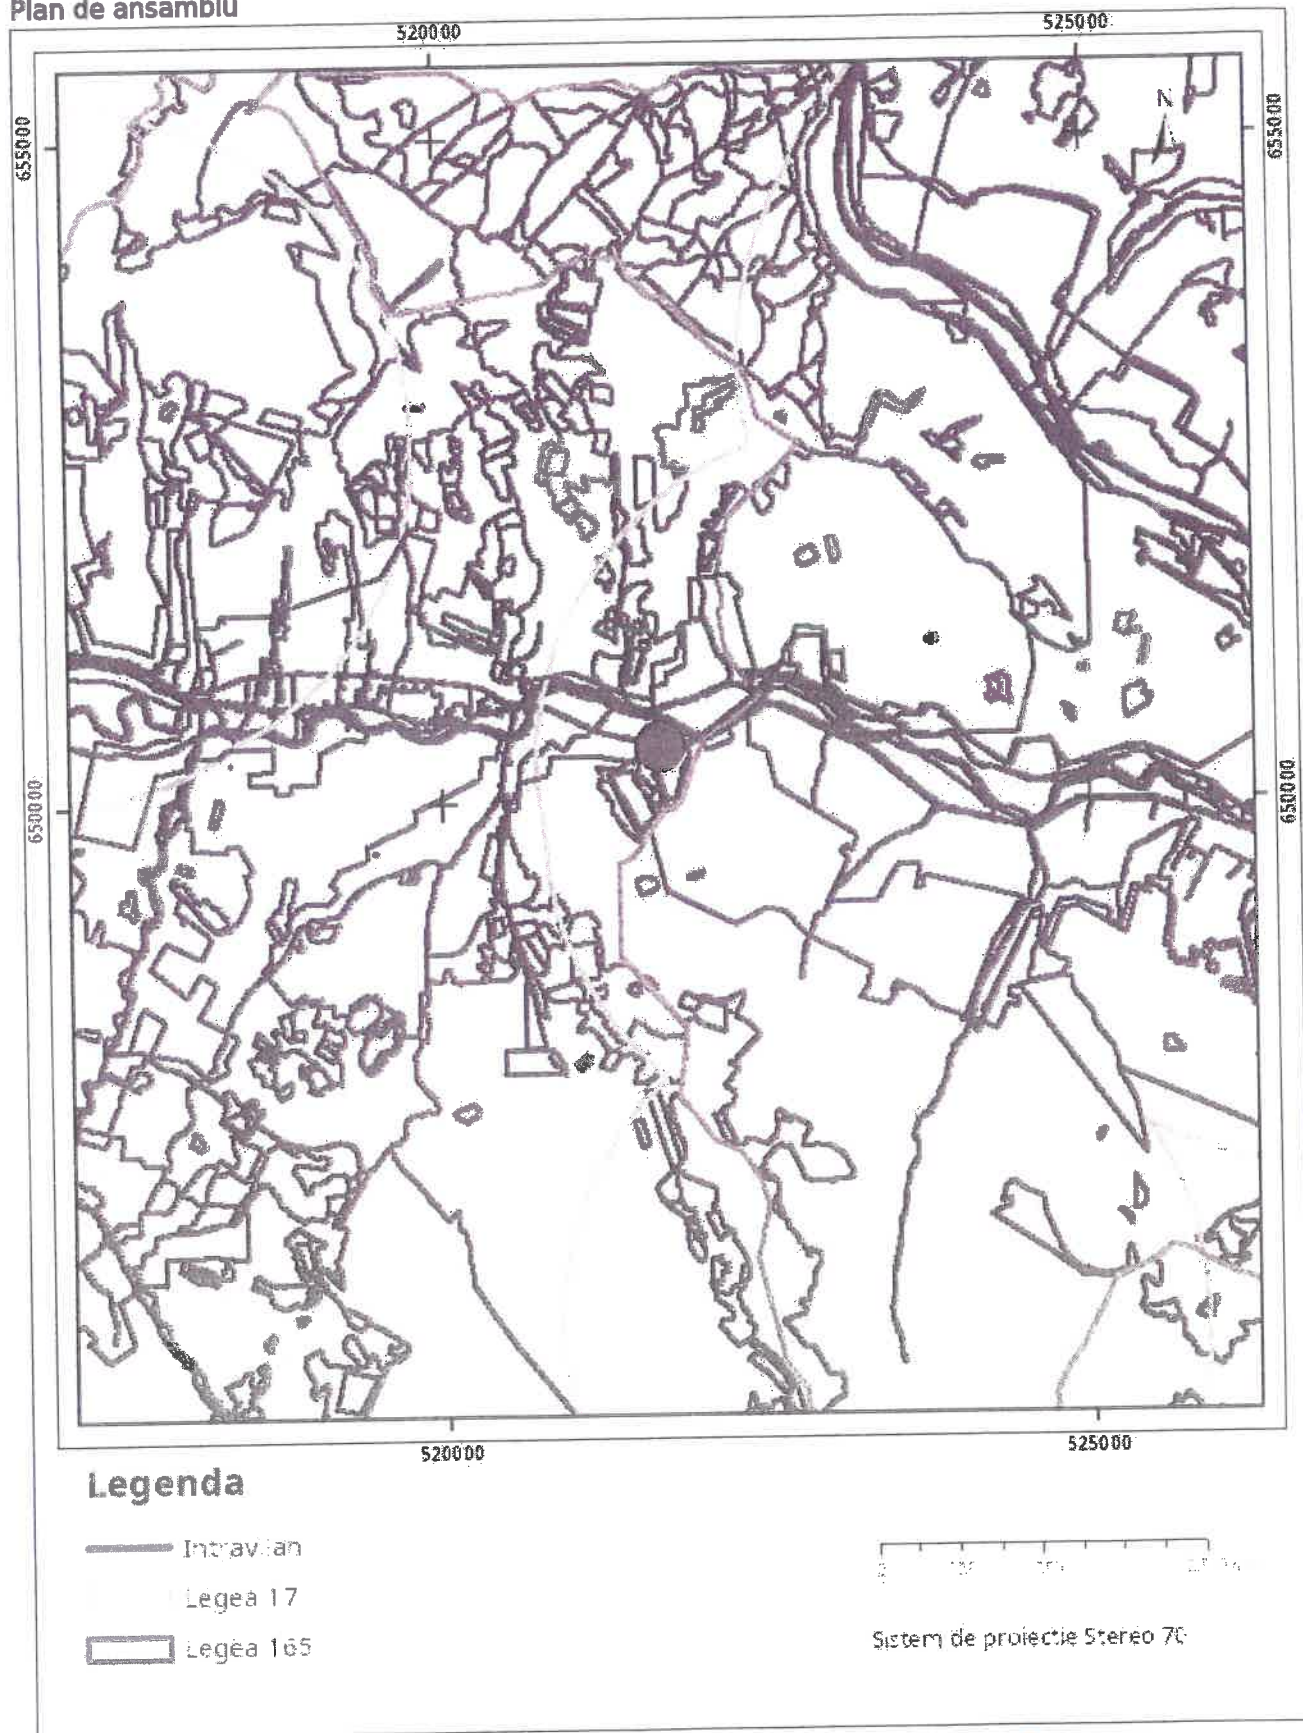 Plan de ansamblu
520000
525000
655000
N
655000
650000
650000
520000
525000
Legenda
Intravilan
Legea 17
Legea 165
0
Sistem de proiectie Stereo 70